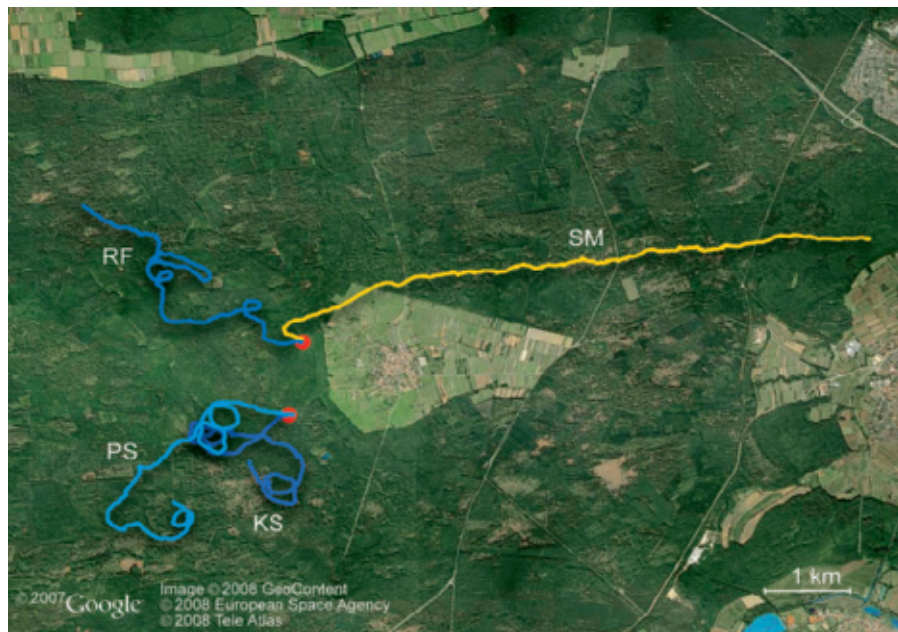 SM
RF
PS
KS
1 km
©2007 Google
Image ©2008 GeoContent
©2008 European Space Agency
©2008 Tele Atlas